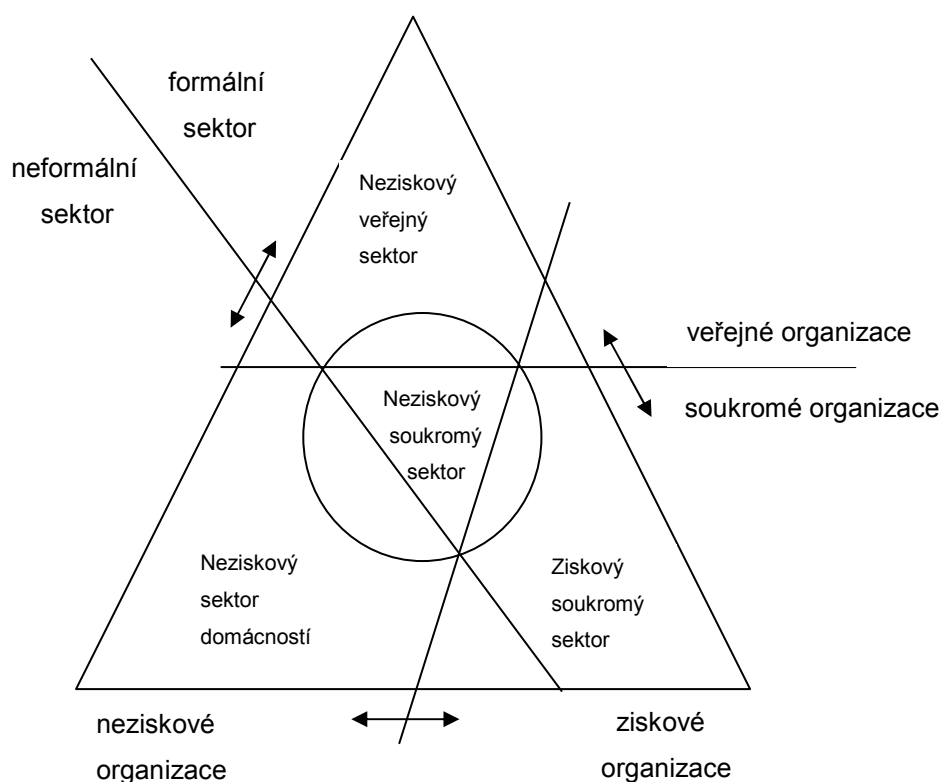 formální
sektor
neformální
sektor
Neziskový
veřejný
sektor
veřejné organizace
soukromé organizace
Neziskový
soukromý
sektor
Neziskový
sektor
domácností
Ziskový
soukromý
sektor
neziskové
organizace
ziskové
organizace